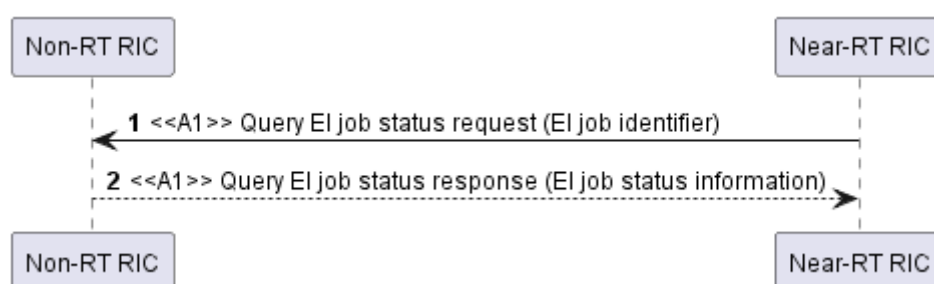 Non-RT RIC Near-RT RIC
1 <<A1>> Query EI job status request (EI job identifier)
2 <<A1>> Query EI job status response (EI job status information)
Non-RT RIC Near-RT RIC